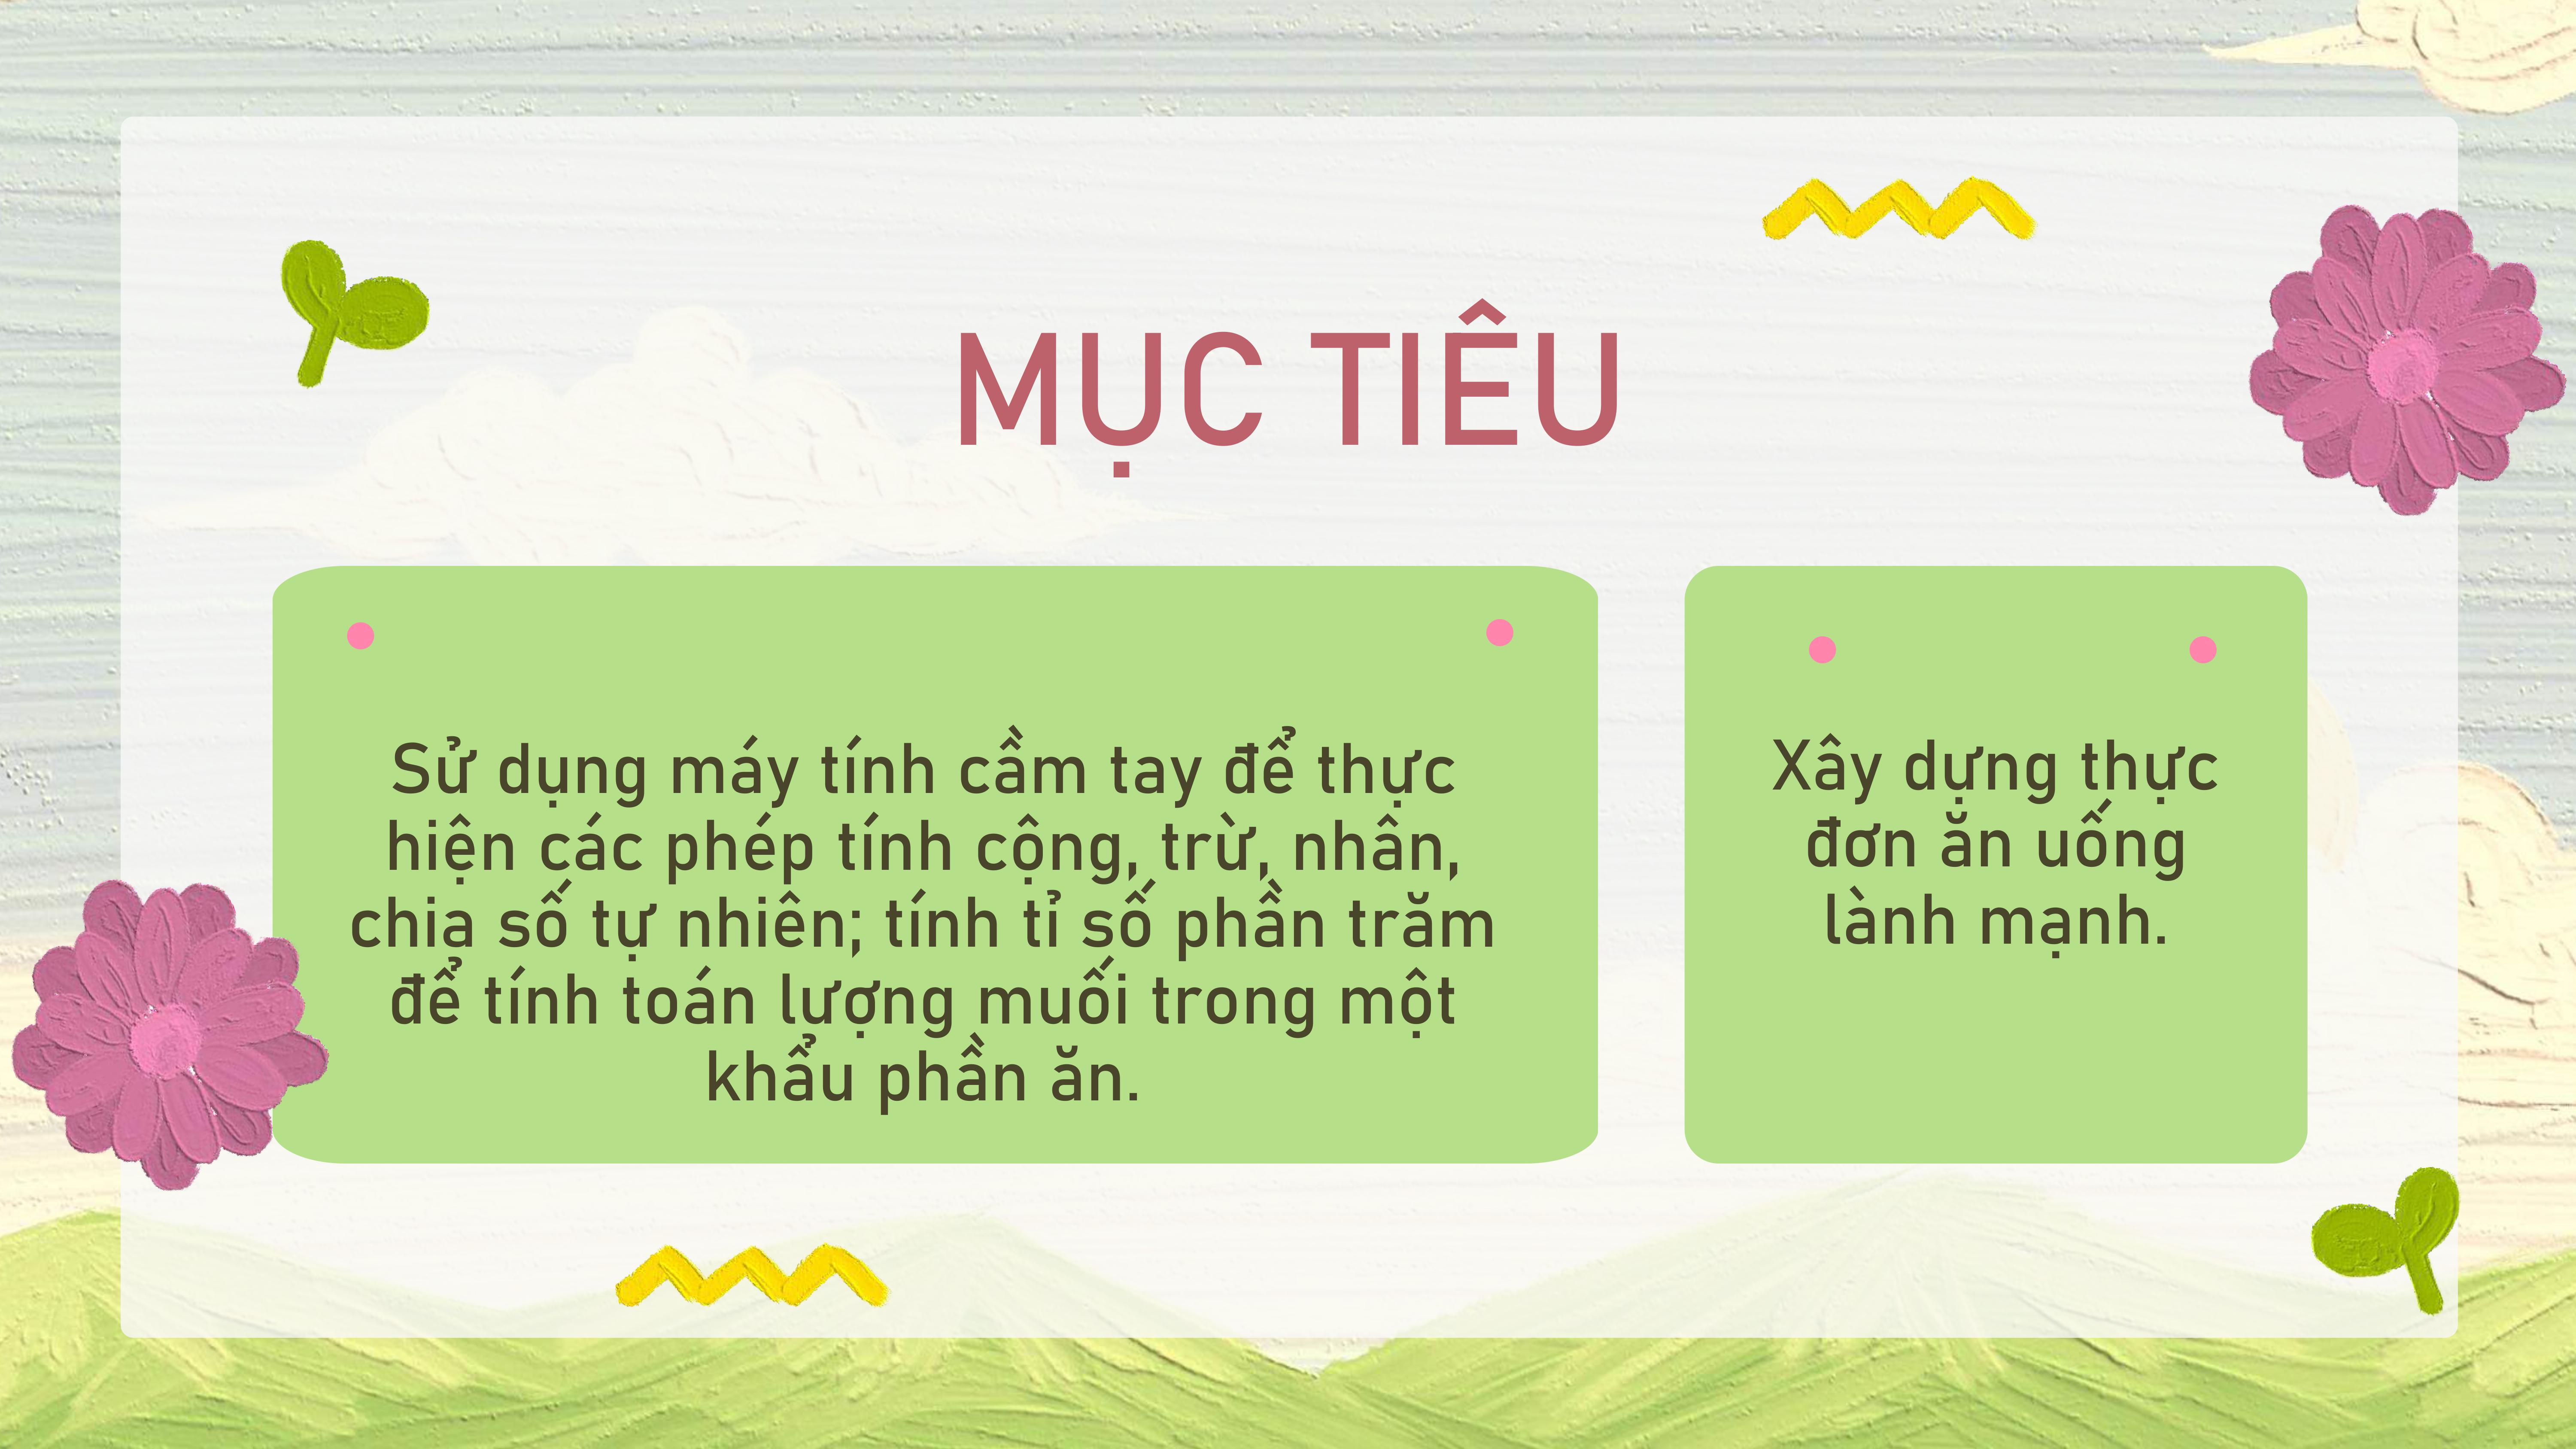 MỤC TIÊU
Sử dụng máy tính cầm tay để thực
hiện các phép tính cộng, trừ, nhân,
chia số tự nhiên; tính tỉ số phần trăm
để tính toán lượng muối trong một
khẩu phần ăn.
Xây dựng thực
đơn ăn uống
lành mạnh.